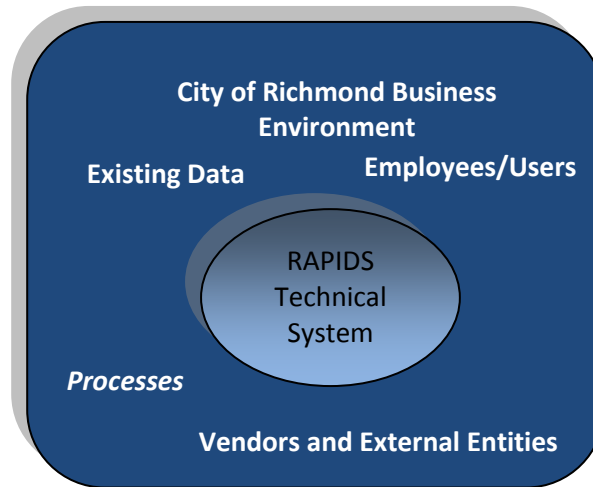 City of Richmond Business
Environment
Existing Data
Employees/Users
RAPIDS
Technical
System
Processes
Vendors and External Entities